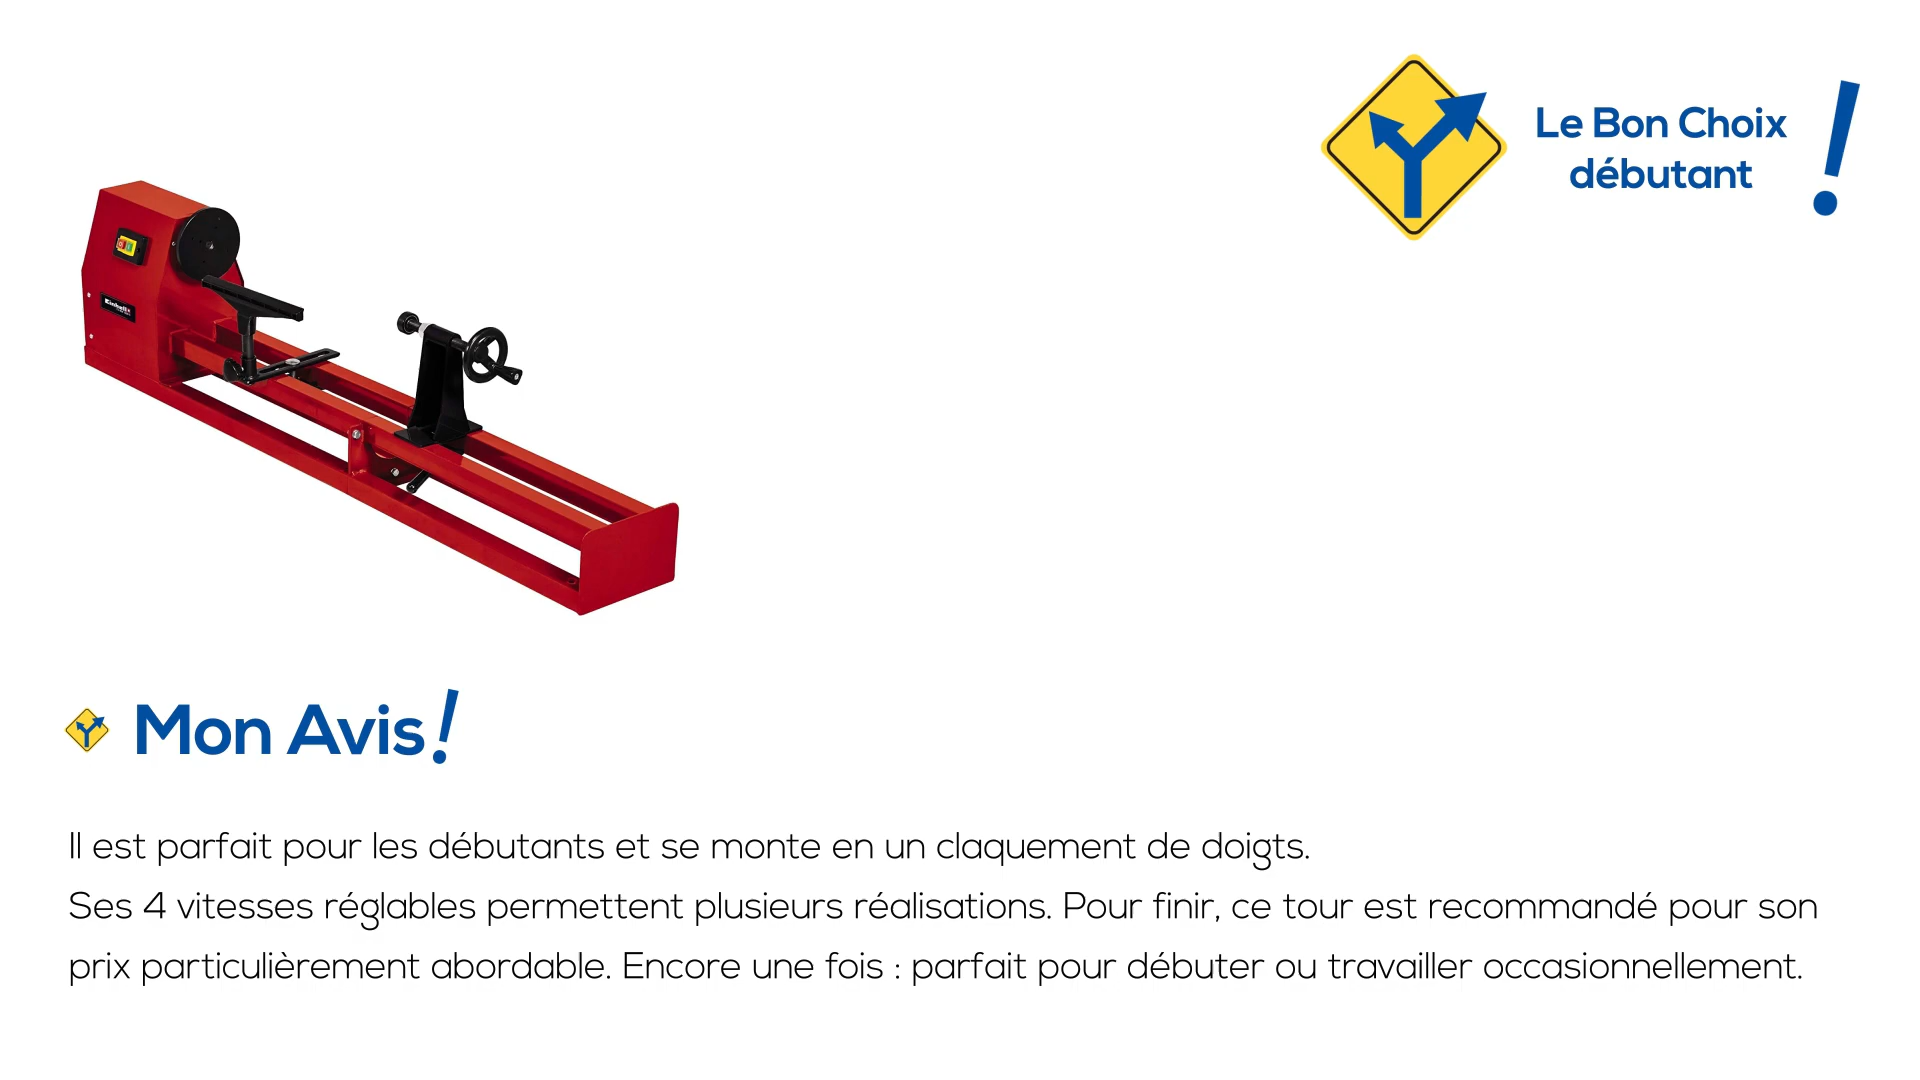 Le Bon Choix
débutant
!
Einhell
Mon Avis!
Il est parfait pour les débutants et se monte en un claquement de doigts.
Ses 4 vitesses réglables permettent plusieurs réalisations. Pour finir, ce tour est recommandé pour son
prix particulièrement abordable. Encore une fois : parfait pour débuter ou travailler occasionnellement.